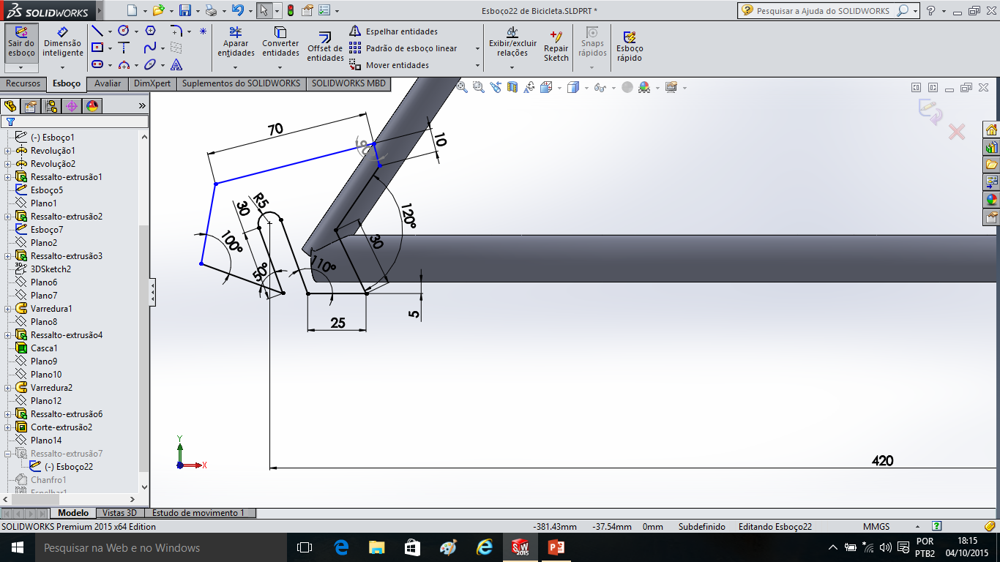 SOLIDWORKS
Esboço22 de Bicicleta.SLDPRT *
Pesquisar a Ajuda do SOLIDWORKS
Sair do esboço
Dimensão inteligente
Aparar entidades
Converter entidades
Offset de entidades
Espelhar entidades
Padrão de esboço linear
Mover entidades
Exibir/excluir relações
Repair Sketch
Snaps rápidos
Esboço rápido
Recursos
Esboço
Avaliar
DimXpert
Suplementos do SOLIDWORKS
SOLIDWORKS MBD
(-) Esboço1
Revolução1
Revolução2
Ressalto-extrusão1
Esboço5
Plano1
Ressalto-extrusão2
Esboço7
Plano2
Ressalto-extrusão3
3DSketch2
Plano6
Plano7
Varredura1
Plano8
Ressalto-extrusão4
Casca1
Plano9
Plano10
Varredura2
Plano12
Ressalto-extrusão6
Corte-extrusão2
Plano14
Ressalto-extrusão7
(-) Esboço22
Chanfro1
Espelhar1
70
90
10
R5
30
100°
50°
110°
30
120°
25
5
420
Y
X
Modelo
Vistas 3D
Estudo de movimento 1
SOLIDWORKS Premium 2015 x64 Edition
-381.43mm
-37.54mm
0mm
Subdefinido
Editando Esboço22
MMGS
Pesquisar na Web e no Windows
POR
PTB2
18:15
04/10/2015